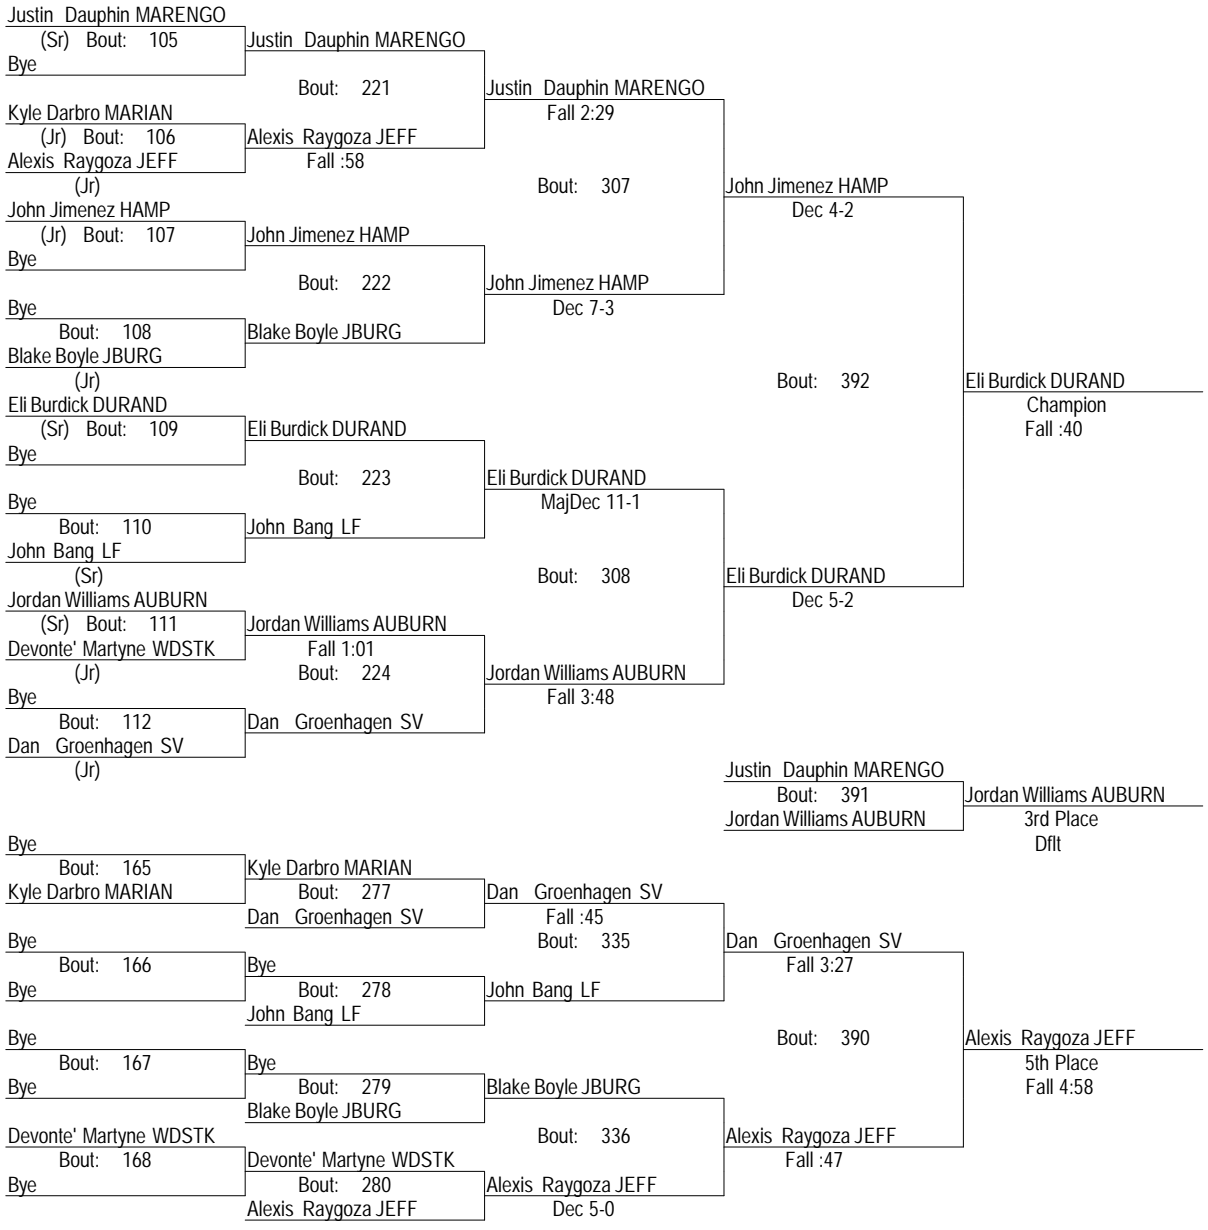 Justin Dauphin MARENGO
(Sr) Bout: 105
Justin Dauphin MARENGO
Bye
Bout: 221
Justin Dauphin MARENGO
Kyle Darbro MARIAN
Fall 2:29
(Jr) Bout: 106
Alexis Raygoza JEFF
Alexis Raygoza JEFF
Fall :58
(Jr)
Bout: 307
John Jimenez HAMP
John Jimenez HAMP
Dec 4-2
(Jr) Bout: 107
John Jimenez HAMP
Bye
Bout: 222
John Jimenez HAMP
Bye
Dec 7-3
Bout: 108
Blake Boyle JBURG
Blake Boyle JBURG
(Jr)
Bout: 392
Eli Burdick DURAND
Eli Burdick DURAND
Champion
(Sr) Bout: 109
Eli Burdick DURAND
Fall :40
Bye
Bout: 223
Eli Burdick DURAND
Bye
MajDec 11-1
Bout: 110
John Bang LF
John Bang LF
(Sr)
Bout: 308
Eli Burdick DURAND
Jordan Williams AUBURN
Dec 5-2
(Sr) Bout: 111
Jordan Williams AUBURN
Devonte' Martyne WDSTK
Fall 1:01
(Jr)
Bout: 224
Jordan Williams AUBURN
Bye
Fall 3:48
Bout: 112
Dan Groenhagen SV
Dan Groenhagen SV
(Jr)
Justin Dauphin MARENGO
Bout: 391
Jordan Williams AUBURN
Jordan Williams AUBURN
3rd Place
Dflt
Bye
Bout: 165
Kyle Darbro MARIAN
Kyle Darbro MARIAN
Bout: 277
Dan Groenhagen SV
Dan Groenhagen SV
Fall :45
Bye
Bout: 335
Dan Groenhagen SV
Bout: 166
Bye
Fall 3:27
Bye
Bout: 278
John Bang LF
John Bang LF
Bye
Bout: 390
Alexis Raygoza JEFF
Bout: 167
Bye
5th Place
Bye
Bout: 279
Blake Boyle JBURG
Fall 4:58
Blake Boyle JBURG
Devonte' Martyne WDSTK
Bout: 336
Alexis Raygoza JEFF
Bout: 168
Devonte' Martyne WDSTK
Fall :47
Bye
Bout: 280
Alexis Raygoza JEFF
Alexis Raygoza JEFF
Dec 5-0